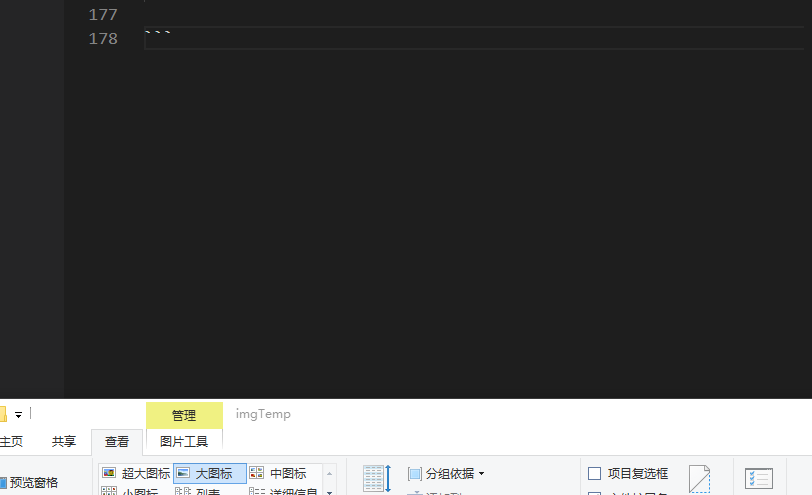 177
178 ```
管理 imgTemp
主页 共享 查看 图片工具
预览窗格 超大图标 大图标 中图标 分组依据 项目复选框
小图标 列表 详细信息